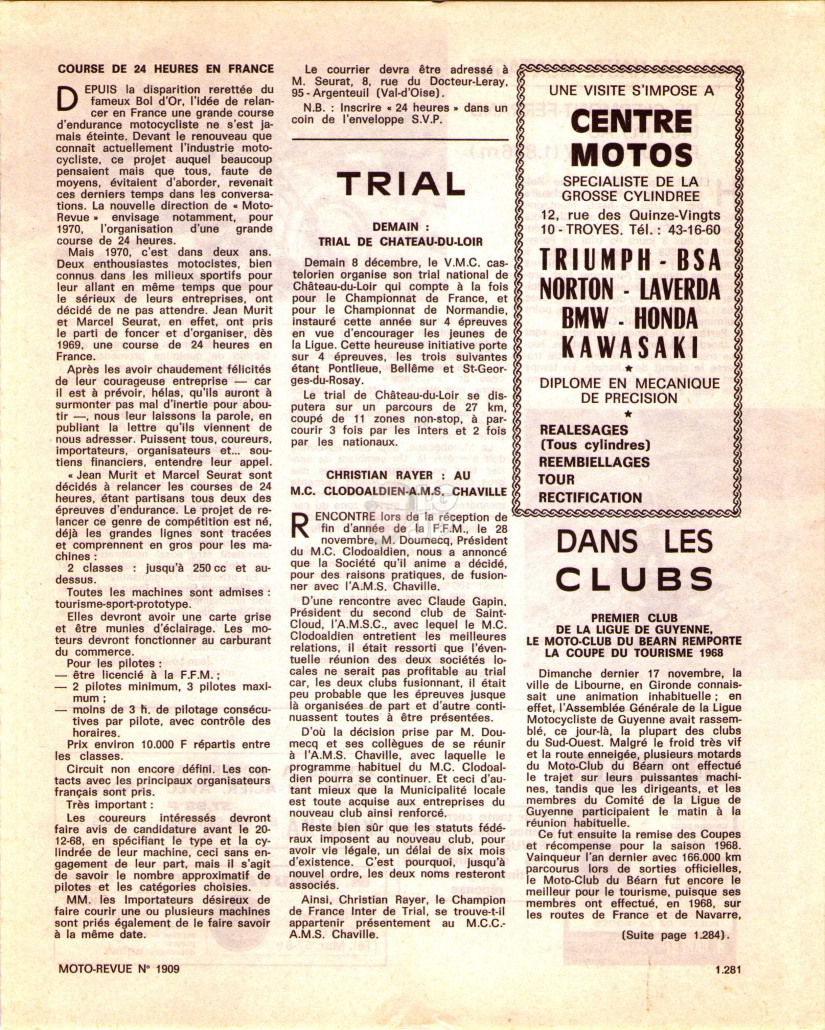 COURSE DE 24 HEURES EN FRANCE
DEPUIS la disparition rerettée du
fameux Bol d'Or, l'idée de relan-
cer en France une grande course
d'endurance motocycliste ne s'est ja-
mais éteinte. Devant le renouveau que
connaît actuellement l'industrie moto-
cycliste, ce projet auquel beaucoup
pensaient mais que tous, faute de
moyens, évitaient d'aborder, revenait
ces derniers temps dans les conversa-
tions. La nouvelle direction de « Moto-
Revue » envisage notamment, pour
1970, l'organisation d'une grande
course de 24 heures.
Mais 1970, c'est dans deux ans.
Deux enthousiastes motocistes, bien
connus dans les milieux sportifs pour
leur allant en même temps que pour
le sérieux de leurs entreprises, ont
décidé de ne pas attendre. Jean Murit
et Marcel Seurat, en effet, ont pris
le parti de foncer et d'organiser, dès
1969, une course de 24 heures en
France.
Après les avoir chaudement félicités
de leur courageuse entreprise — car
il est à prévoir, hélas, qu'ils auront à
surmonter pas mal d'inertie pour abou-
tir —, nous leur laissons la parole, en
publiant la lettre qu'ils viennent de
nous adresser. Puissent tous, coureurs,
importateurs, organisateurs et... sou-
tiens financiers, entendre leur appel.
« Jean Murit et Marcel Seurat sont
décidés à relancer les courses de 24
heures, étant partisans tous deux des
épreuves d'endurance. Le projet de re-
lancer ce genre de compétition est né,
déjà les grandes lignes sont tracées
et comprennent en gros pour les ma-
chines :
2 classes : jusqu'à 250 cc et au-
dessus.
Toutes les machines sont admises :
tourisme-sport-prototype.
Elles devront avoir une carte grise
et être munies d'éclairage. Les mo-
teurs devront fonctionner au carburant
du commerce.
Pour les pilotes :
— être licencié à la F.F.M. ;
— 2 pilotes minimum, 3 pilotes maxi-
mum ;
— moins de 3 h. de pilotage consécu-
tives par pilote, avec contrôle des
horaires.
Prix environ 10.000 F répartis entre
les classes.
Circuit non encore défini. Les con-
tacts avec les principaux organisateurs
français sont pris.
Très important :
Les coureurs intéressés devront
faire avis de candidature avant le 20-
12-68, en spécifiant le type et la cy-
lindrée de leur machine, ceci sans en-
gagement de leur part, mais il s'agit
de savoir le nombre approximatif de
pilotes et les catégories choisies.
MM. les Importateurs désireux de
faire courir une ou plusieurs machines
sont priés également de le faire savoir
à la même date.
Le courrier devra être adressé à
M. Seurat, 8, rue du Docteur-Leray,
95 - Argenteuil (Val-d'Oise).
N.B. : Inscrire « 24 heures » dans un
coin de l'enveloppe S.V.P.
TRIAL
DEMAIN :
TRIAL DE CHATEAU-DU-LOIR
Demain 8 décembre, le V.M.C. cas-
telorien organise son trial national de
Château-du-Loir qui compte à la fois
pour le Championnat de France, et
pour le Championnat de Normandie,
instauré cette année sur 4 épreuves
en vue d'encourager les jeunes de
la Ligue. Cette heureuse initiative porte
sur 4 épreuves, les trois suivantes
étant Pontlieue, Bellême et St-Geor-
ges-du-Rosay.
Le trial de Château-du-Loir se dis-
putera sur un parcours de 27 km,
coupé de 11 zones non-stop, à par-
courir 3 fois par les inters et 2 fois
par les nationaux.
CHRISTIAN RAYER : AU
M.C. CLODOALDIEN-A.M.S. CHAVILLE
RENCONTRE lors de la réception de
fin d'année de la F.F.M., le 28
novembre, M. Doumecq, Président
du M.C. Clodoaldien, nous a annoncé
que la Société qu'il anime a décidé,
pour des raisons pratiques, de fusion-
ner avec l'A.M.S. Chaville.
D'une rencontre avec Claude Gapin,
Président du second club de Saint-
Cloud, l'A.M.S.C., avec lequel le M.C.
Clodoaldien entretient les meilleures
relations, il était ressorti que l'éven-
tuelle réunion des deux sociétés lo-
cales ne serait pas profitable au trial
car, les deux clubs fusionnant, il était
peu probable que les épreuves jusque
là organisées de part et d'autre conti-
nuassent toutes à être présentées.
D'où la décision prise par M. Dou-
mecq et ses collègues de se réunir
à l'A.M.S. Chaville, avec laquelle le
programme habituel du M.C. Clodoal-
dien pourra se continuer. Et ceci d'au-
tant mieux que la Municipalité locale
est toute acquise aux entreprises du
nouveau club ainsi renforcé.
Reste bien sûr que les statuts fédé-
raux imposent au nouveau club, pour
avoir vie légale, un délai de six mois
d'existence. C'est pourquoi, jusqu'à
nouvel ordre, les deux noms resteront
associés.
Ainsi, Christian Rayer, le Champion
de France Inter de Trial, se trouve-t-il
appartenir présentement au M.C.C.-
A.M.S. Chaville.
UNE VISITE S'IMPOSE A
CENTRE
MOTOS
SPECIALISTE DE LA
GROSSE CYLINDREE
12, rue des Quinze-Vingts
10 - TROYES. Tél. : 43-16-60
TRIUMPH - BSA
NORTON - LAVERDA
BMW - HONDA
KAWASAKI
★
DIPLOME EN MECANIQUE
DE PRECISION
★
REALESAGES
(Tous cylindres)
REEMBIELLAGES
TOUR
RECTIFICATION
DANS LES
CLUBS
PREMIER CLUB
DE LA LIGUE DE GUYENNE,
LE MOTO-CLUB DU BEARN REMPORTE
LA COUPE DU TOURISME 1968
Dimanche dernier 17 novembre, la
ville de Libourne, en Gironde connais-
sait une animation inhabituelle ; en
effet, l'Assemblée Générale de la Ligue
Motocycliste de Guyenne avait rassem-
blé, ce jour-là, la plupart des clubs
du Sud-Ouest. Malgré le froid très vif
et la route enneigée, plusieurs motards
du Moto-Club du Béarn ont effectué
le trajet sur leurs puissantes machi-
nes, tandis que les dirigeants, et les
membres du Comité de la Ligue de
Guyenne participaient le matin à la
réunion habituelle.
Ce fut ensuite la remise des Coupes
et récompense pour la saison 1968.
Vainqueur l'an dernier avec 166.000 km
parcourus lors de sorties officielles,
le Moto-Club du Béarn fut encore le
meilleur pour le tourisme, puisque ses
membres ont effectué, en 1968, sur
les routes de France et de Navarre,
(Suite page 1.284).
MOTO-REVUE N° 1909
1.281